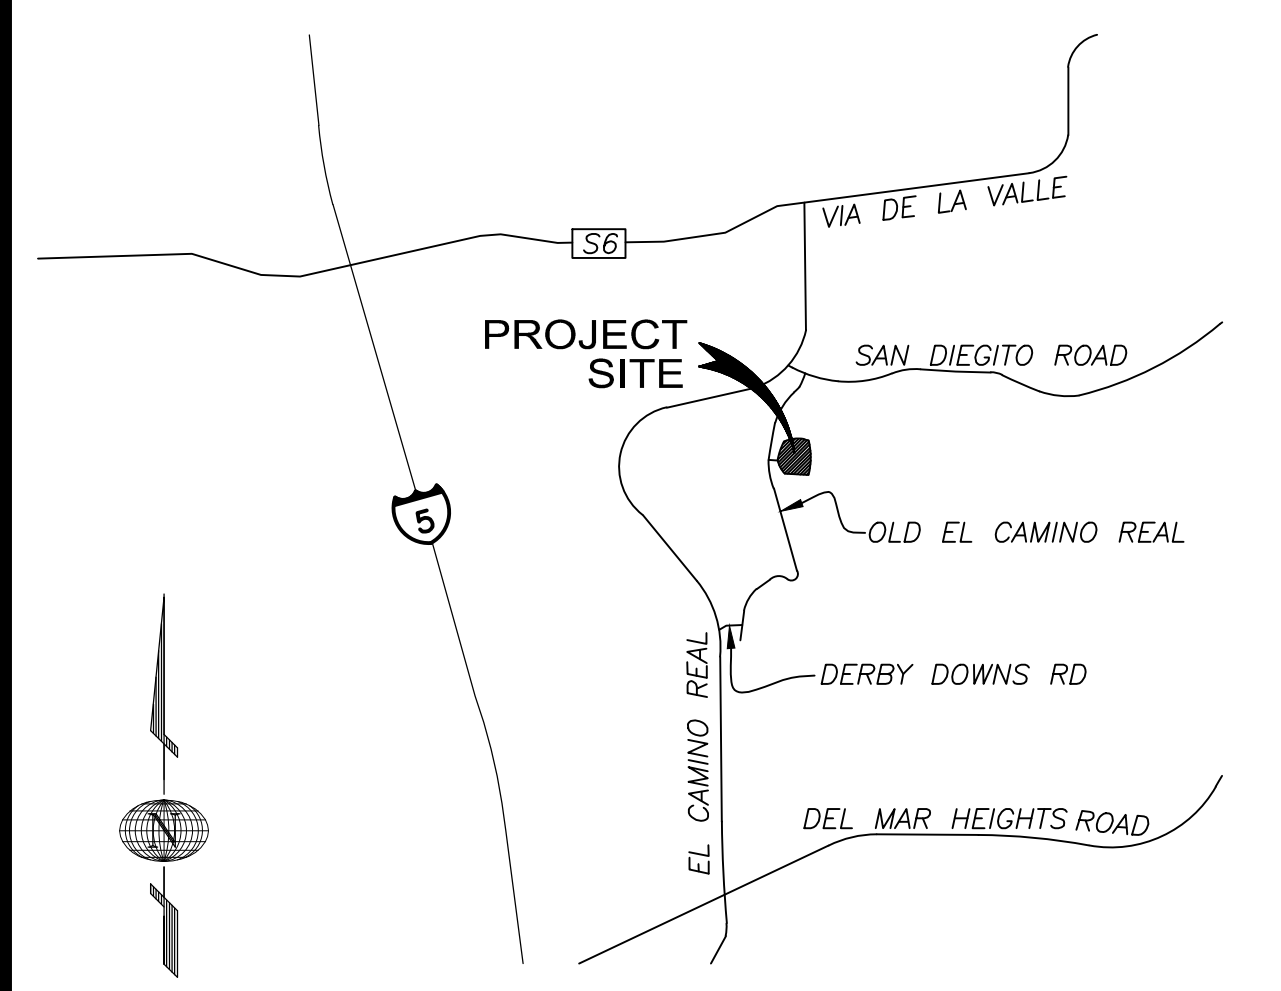 VIA DE LA VALLE
S6
PROJECT
SITE
SAN DIEGITO ROAD
5
OLD EL CAMINO REAL
EL CAMINO REAL
DERBY DOWNS RD
DEL MAR HEIGHTS ROAD
N